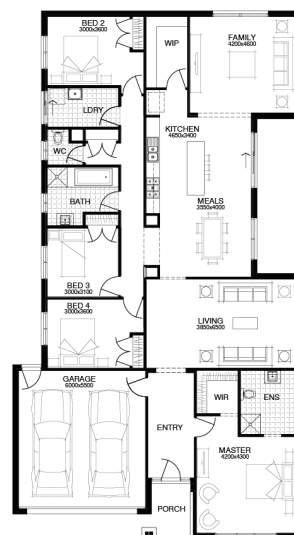 BED 2
3000x3600
WIP
FAMILY
4200x4600
LDRY
WC
KITCHEN
4650x3400
BATH
MEALS
3550x4000
BED 3
3000x3100
BED 4
3000x3600
LIVING
3850x6500
GARAGE
6000x5500
WIR
ENS
ENTRY
MASTER
4200x4300
PORCH